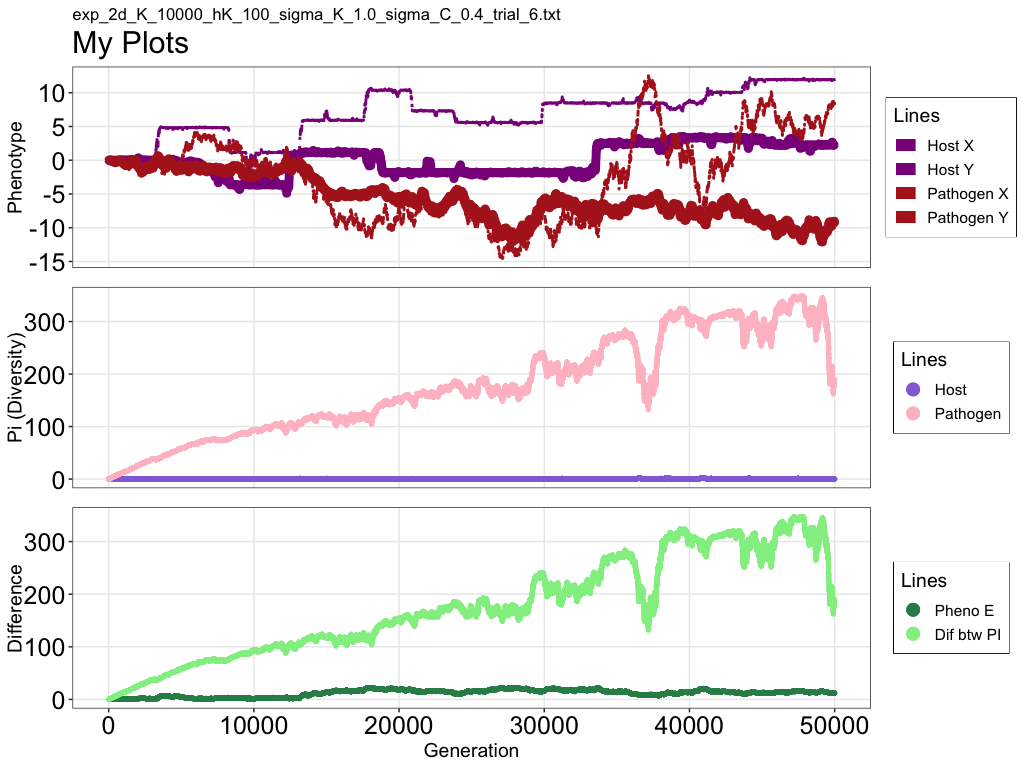 exp_2d_K_10000_hK_100_sigma_K_1.0_sigma_C_0.4_trial_6.txt
My Plots
Phenotype
10
5
0
-5
-10
-15
Lines
Host X
Host Y
Pathogen X
Pathogen Y
Pi (Diversity)
300
200
100
0
Lines
Host
Pathogen
Difference
300
200
100
0
Lines
Pheno E
Dif btw PI
0 10000 20000 30000 40000 50000
Generation